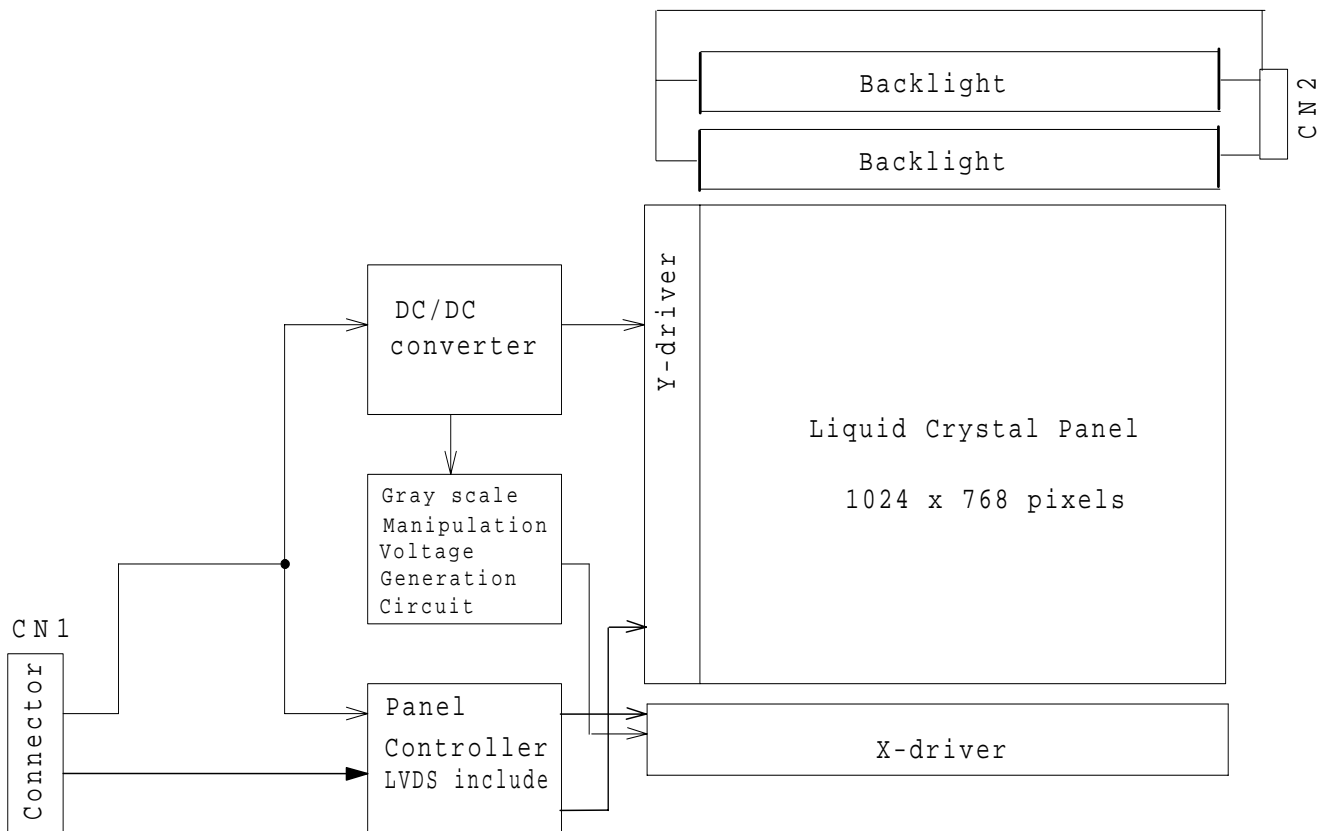 Backlight
CN2
Backlight
Y-driver
DC/DC
converter
Liquid Crystal Panel
1024 x 768 pixels
Gray scale
Manipulation
Voltage
Generation
Circuit
CN1
Connector
Panel
Controller
LVDS include
X-driver